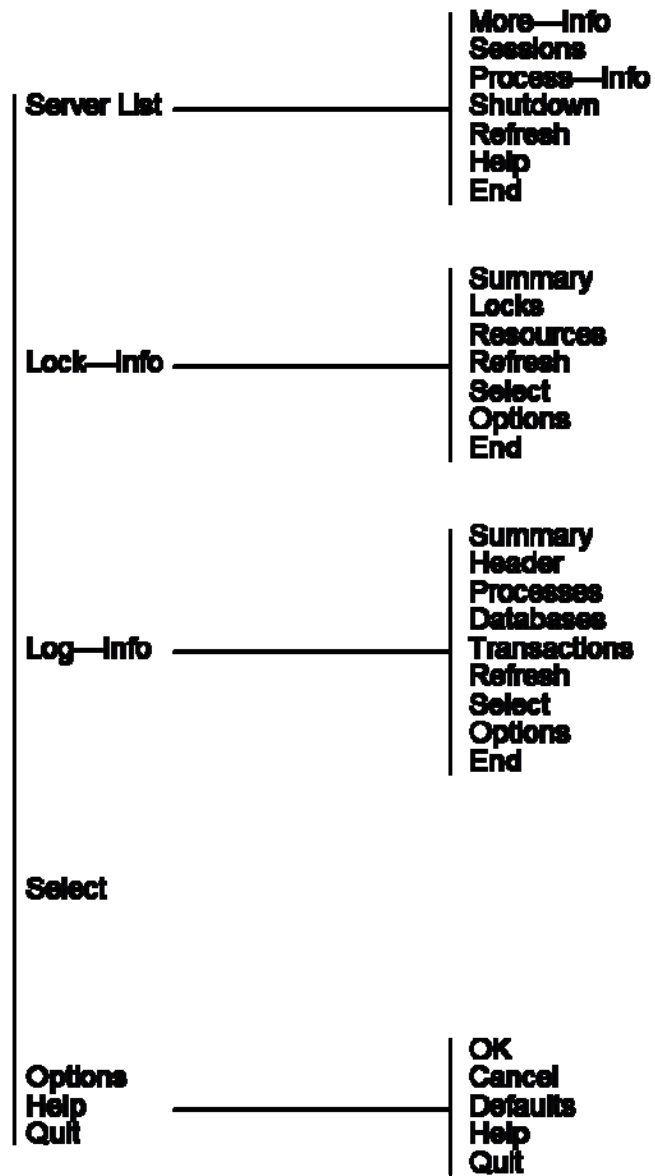 More—Info
Sessions
Process—Info
Server List
Shutdown
Refresh
Help
End
Summary
Locks
Resources
Lock—Info
Refresh
Select
Options
End
Summary
Header
Processes
Databases
Log—Info
Transactions
Refresh
Select
Options
End
Select
OK
Options
Cancel
Help
Defaults
Quit
Help
Quit